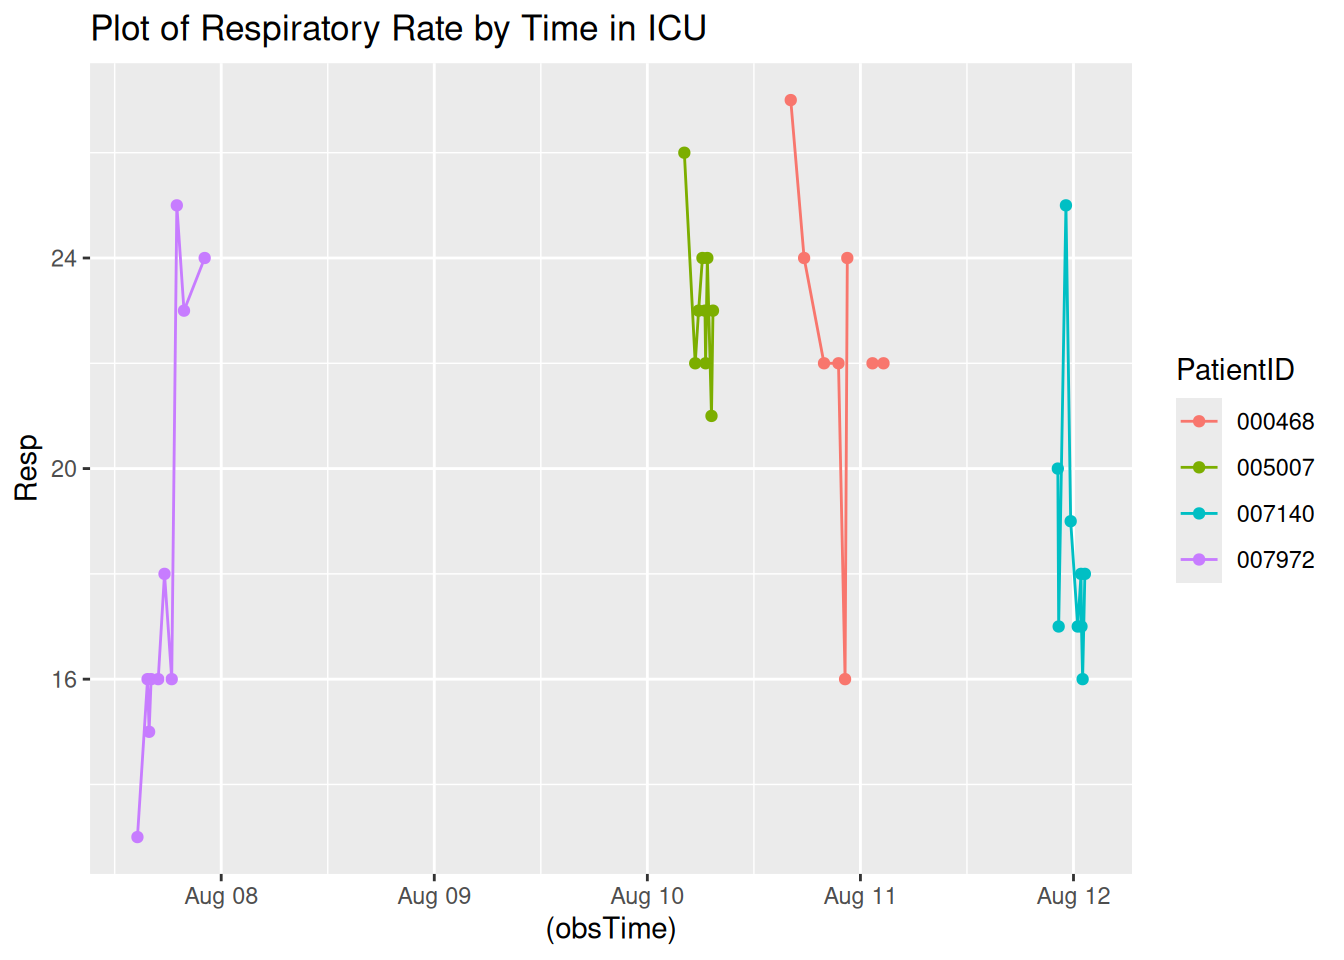 Plot of Respiratory Rate by Time in ICU
Resp
24
20
16
Aug 08 Aug 09 Aug 10 Aug 11 Aug 12
(obsTime)
PatientID
000468
005007
007140
007972